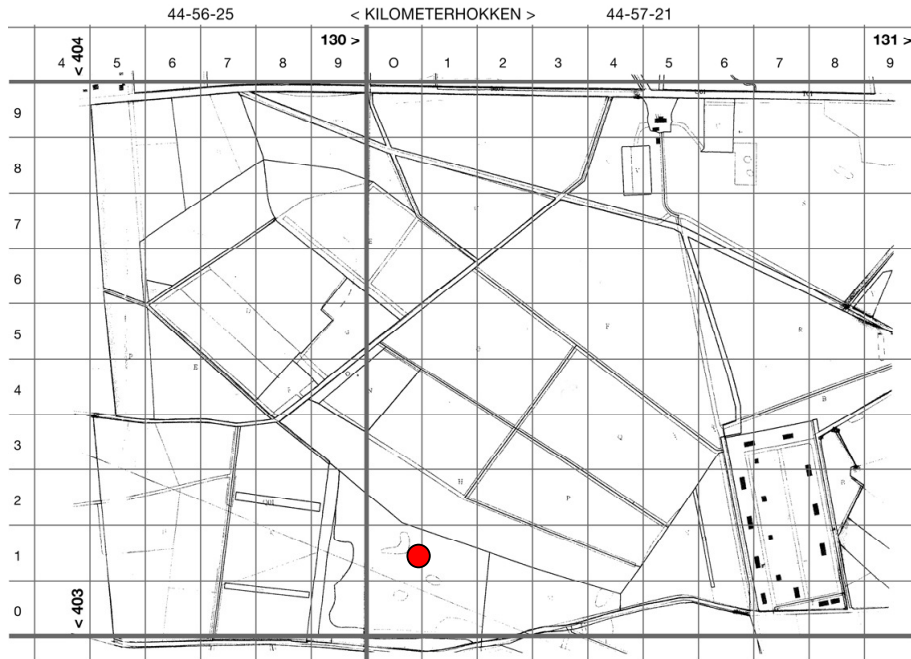 44-56-25 < KILOMETERHOKKEN > 44-57-21
< 404 130 > 131 >
4 5 6 7 8 9 O 1 2 3 4 5 6 7 8 9
9
8
7
6
5
4
3
2
1
0
< 403
E
E
F
R
B
Q
H
P
R